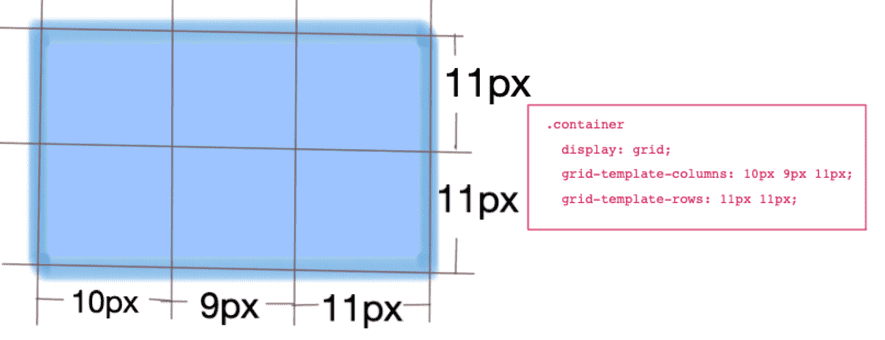 11px
11px
10px 9px 11px
.container
display: grid;
grid-template-columns: 10px 9px 11px;
grid-template-rows: 11px 11px;